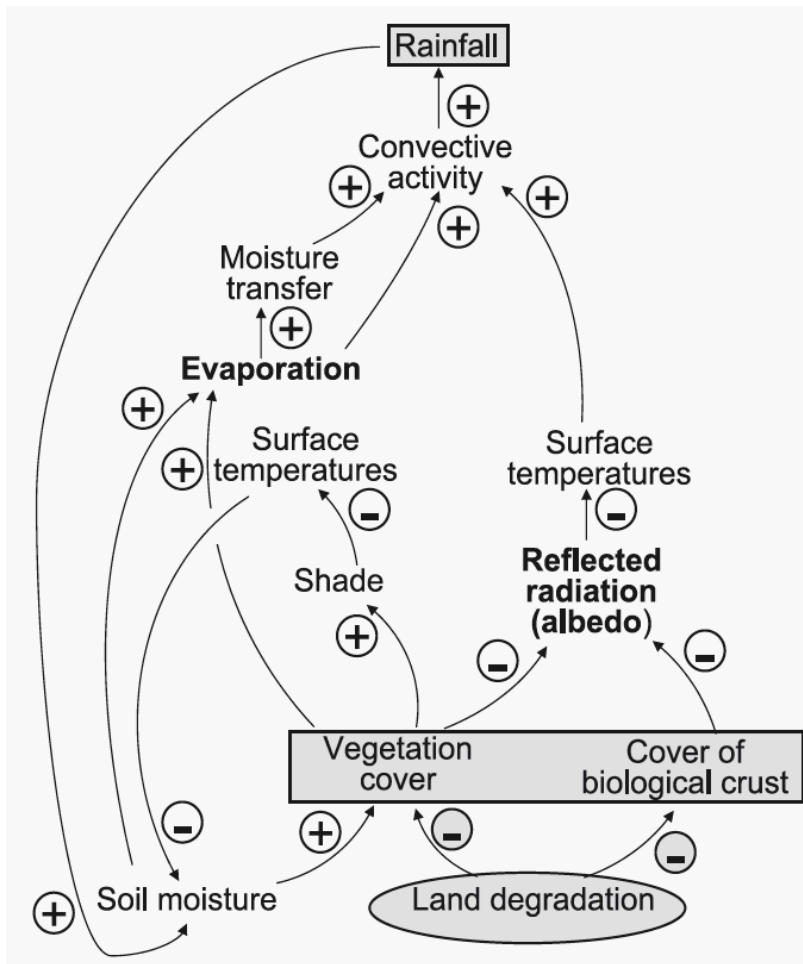 Rainfall
+
Convective
activity
+
+
+
Moisture
transfer
+
Evaporation
+
+
Surface
temperatures
Surface
temperatures
-
-
Shade
Reflected
radiation
(albedo)
+
-
-
Vegetation
cover
Cover of
biological crust
-
+
-
-
Soil moisture
Land degradation
+